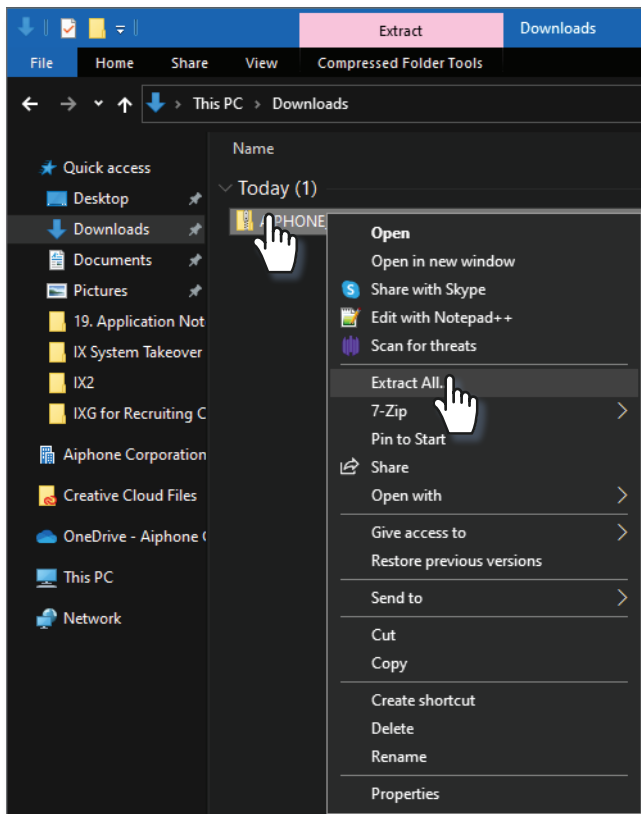 Extract
Downloads
File
Home
Share
View
Compressed Folder Tools
This PC > Downloads
Name
Quick access
Today (1)
Desktop
Downloads
Documents
Pictures
19. Application Not
IX System Takeover
IX2
IXG for Recruiting C
Aiphone Corporation
Creative Cloud Files
OneDrive - Aiphone
This PC
Network
Open
Open in new window
Share with Skype
Edit with Notepad++
Scan for threats
Extract All...
7-Zip
Pin to Start
Share
Open with
Give access to
Restore previous versions
Send to
Cut
Copy
Create shortcut
Delete
Rename
Properties